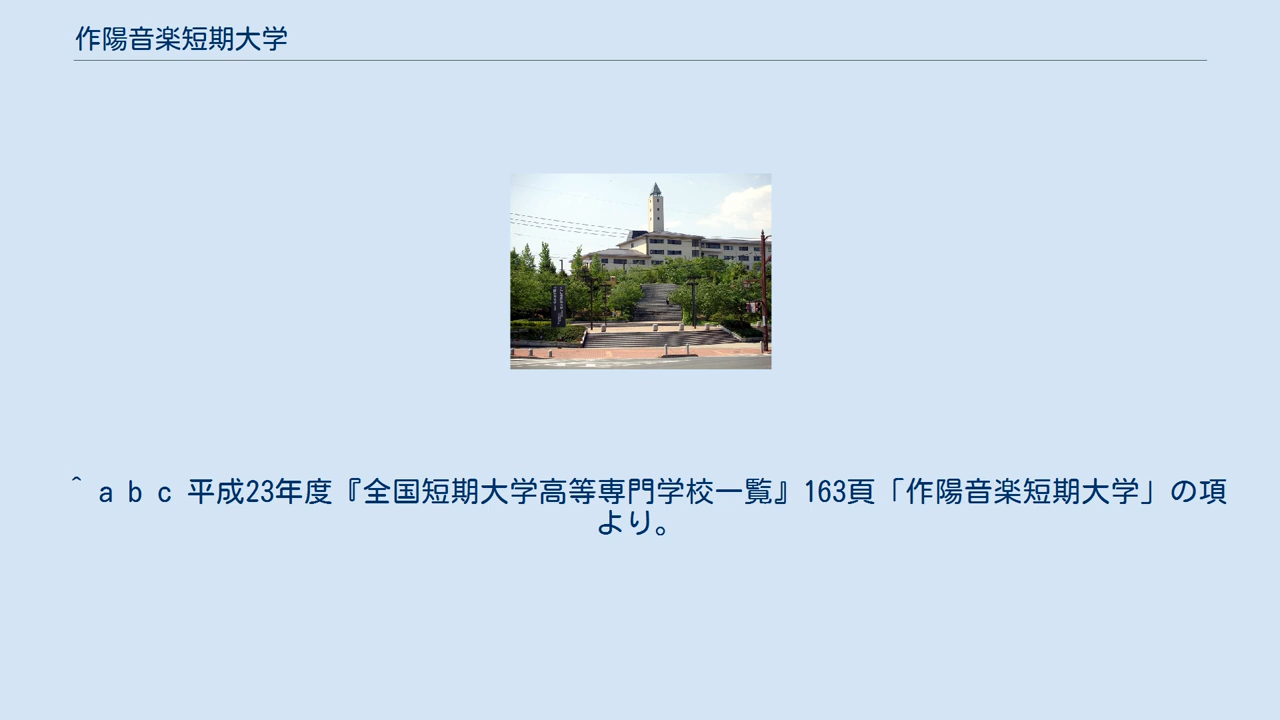 作陽音楽短期大学
^ a b c 平成23年度『全国短期大学高等専門学校一覧』163頁「作陽音楽短期大学」の項
より。